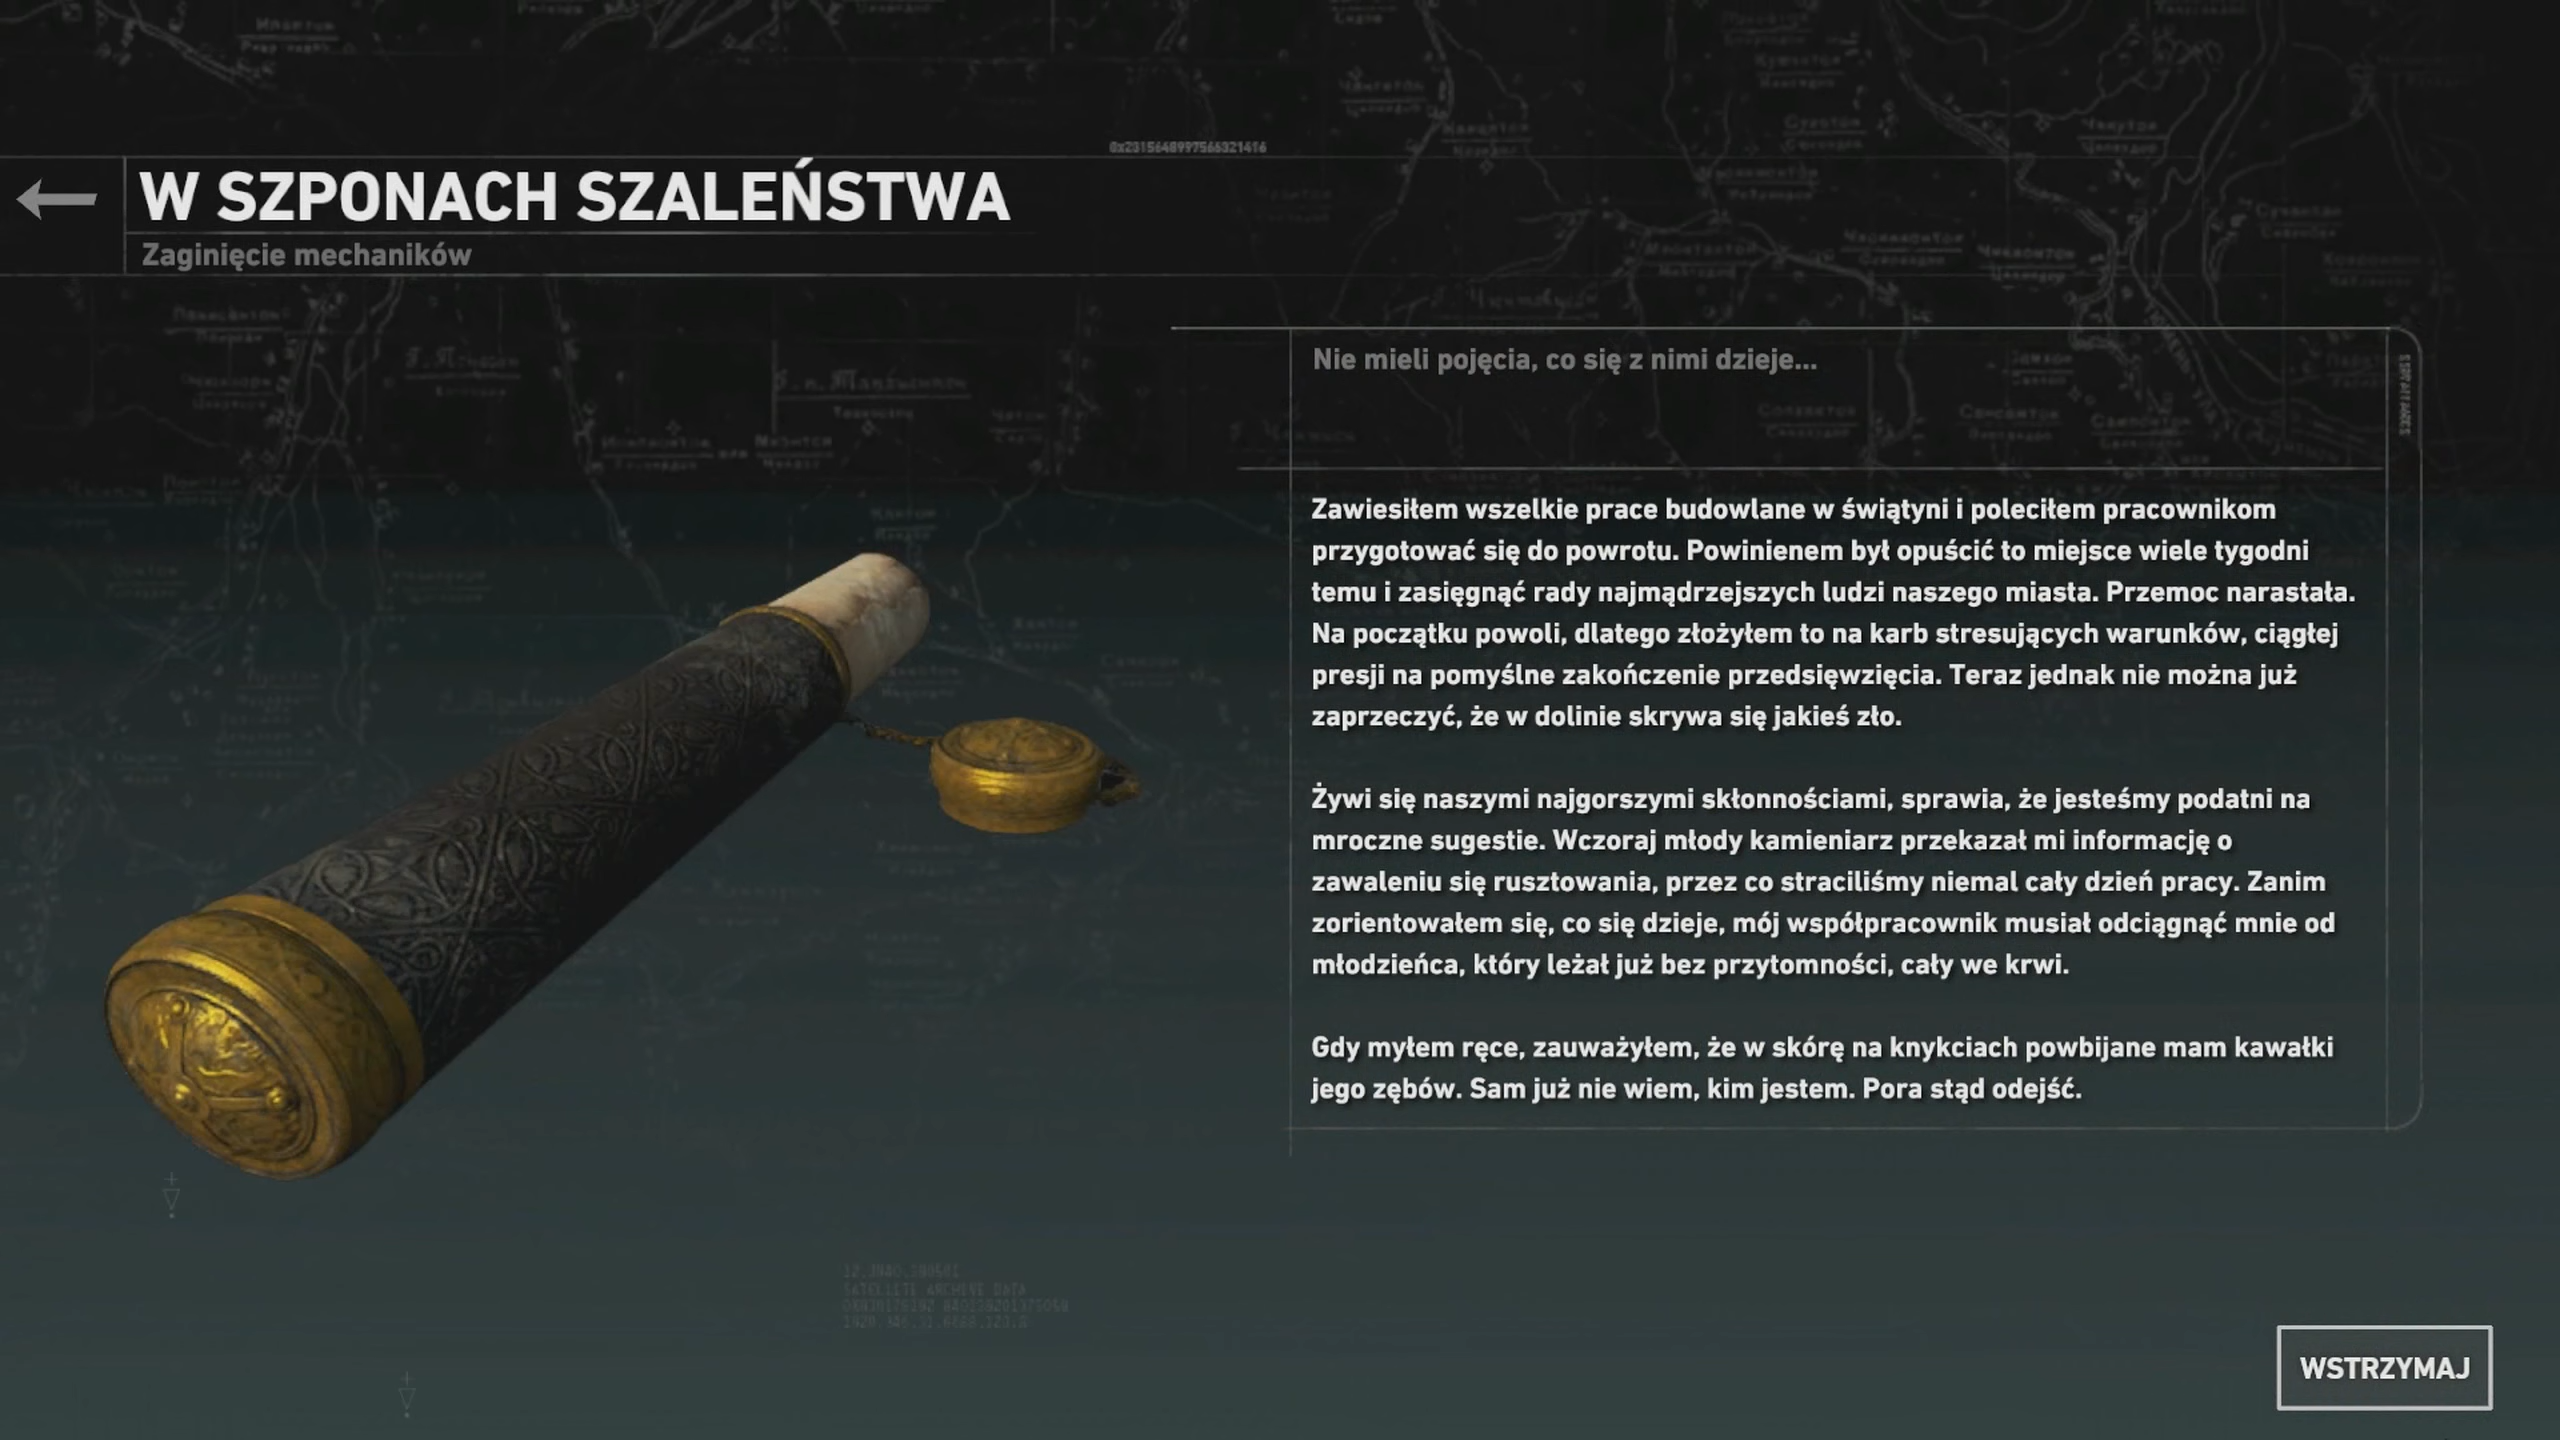 0x2315648997566321416
W SZPONACH SZALEŃSTWA
Zaginięcie mechaników
Nie mieli pojęcia, co się z nimi dzieje...
Zawiesiłem wszelkie prace budowlane w świątyni i poleciłem pracownikom
przygotować się do powrotu. Powinienem był opuścić to miejsce wiele tygodni
temu i zasięgnąć rady najmądrzejszych ludzi naszego miasta. Przemoc narastała.
Na początku powoli, dlatego złożyłem to na karb stresujących warunków, ciągłej
presji na pomyślne zakończenie przedsięwzięcia. Teraz jednak nie można już
zaprzeczyć, że w dolinie skrywa się jakieś zło.
Żywi się naszymi najgorszymi skłonnościami, sprawia, że jesteśmy podatni na
mroczne sugestie. Wczoraj młody kamieniarz przekazał mi informację o
zawaleniu się rusztowania, przez co straciliśmy niemal cały dzień pracy. Zanim
zorientowałem się, co się dzieje, mój współpracownik musiał odciągnąć mnie od
młodzieńca, który leżał już bez przytomności, cały we krwi.
Gdy myłem ręce, zauważyłem, że w skórę na knykciach powbijane mam kawałki
jego zębów. Sam już nie wiem, kim jestem. Pora stąd odejść.
SATELLITE ARCHIVE DATA
WSTRZYMAJ